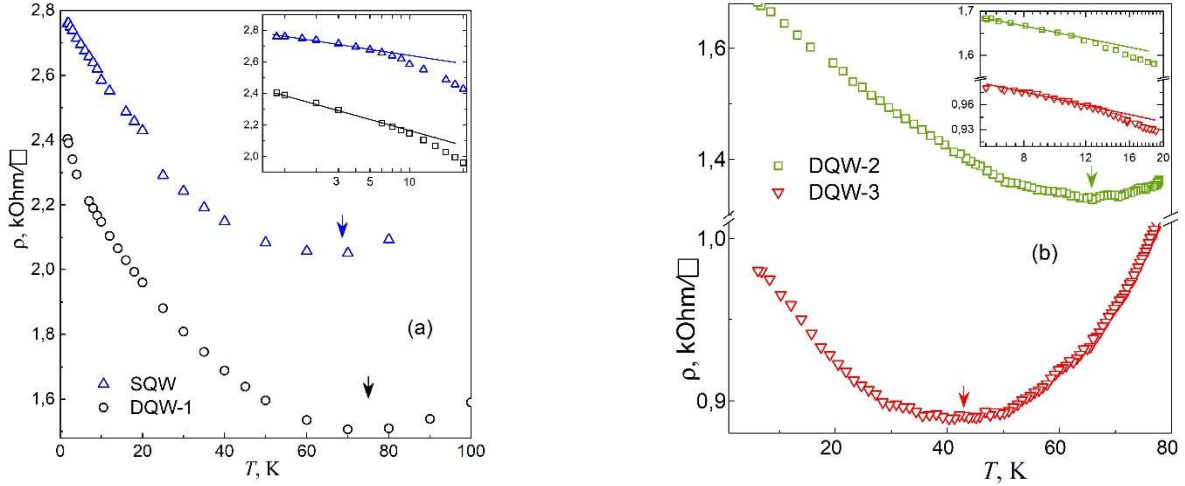 2,8
2,6
2,4
2,2
2,0
1,8
1,6
ρ, kOhm/□
2,8
2,6
2,4
2,2
2,0
3 6 10
(a)
SQW
DQW-1
0 20 40 60 80 100
T, K
1,6
1,4
1,0
0,9
ρ, kOhm/□
1,7
1,6
0,96
0,93
8 12 16 20
DQW-2
DQW-3
(b)
20 40 60 80
T, K